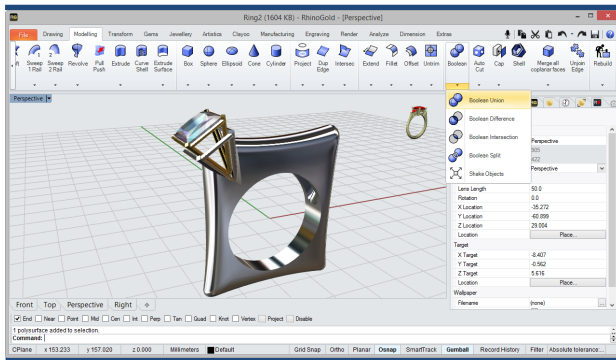 Ring2 (1604 KB) - RhinoGold - [Perspective]
File Drawing Modelling Transform Gems Jewellery Artistics Clayoo Manufacturing Engraving Render Analyze Dimension Extras
Sweep 1 Rail Sweep 2 Rail Revolve Pull Push Extrude Curve Shell Extrude Surface Box Sphere Ellipsoid Cone Cylinder Project Dup Edge Intersec Extend Fillet Offset Untrim Boolean Auto Cut Cap Shell Merge all coplanar faces Unjoin Edge Rebuild
Perspective
Boolean Union
Boolean Difference
Boolean Intersection
Boolean Split
Shake Objects
Perspective
305
422
Perspective
Lens Length 50.0
Rotation 0.0
X Location -35.272
Y Location -60.899
Z Location 29.004
Location Place...
Target
X Target -8.407
Y Target -0.562
Z Target 5.616
Location Place...
Wallpaper
Filename (none)
Front Top Perspective Right
End Near Point Mid Cen Int Perp Tan Quad Knot Vertex Project Disable
1 polysurface added to selection.
Command:
CPlane x 153.233 y 157.020 z 0.000 Millimeters Default Grid Snap Ortho Planar Osnap SmartTrack Gumball Record History Filter Absolute tolerance:...